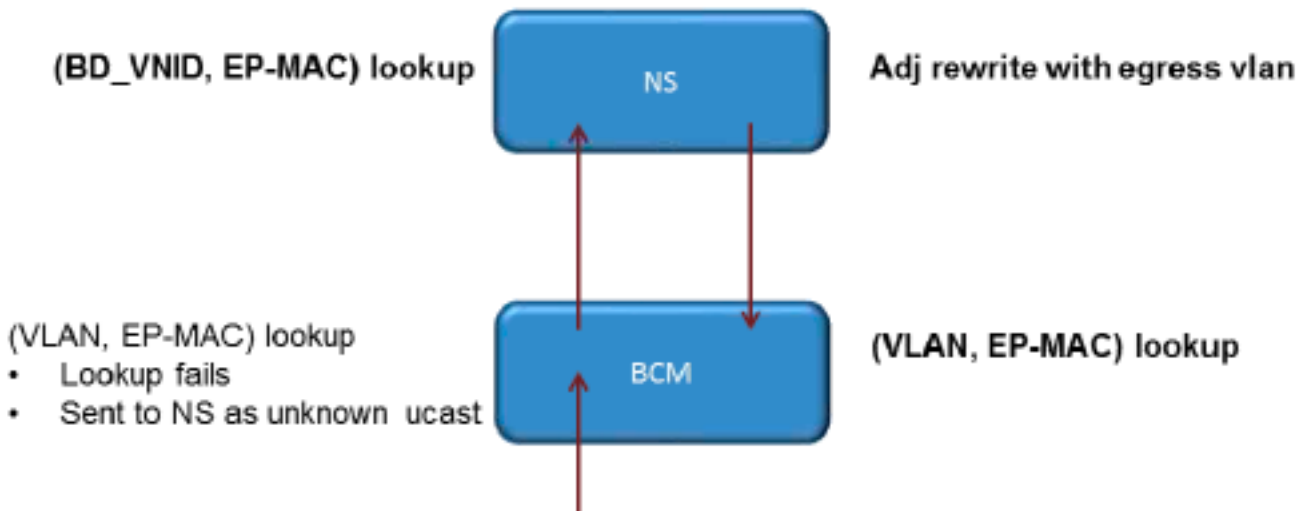 (BD_VNID, EP-MAC) lookup
NS
Adj rewrite with egress vlan
(VLAN, EP-MAC) lookup
• Lookup fails
• Sent to NS as unknown ucast
BCM
(VLAN, EP-MAC) lookup